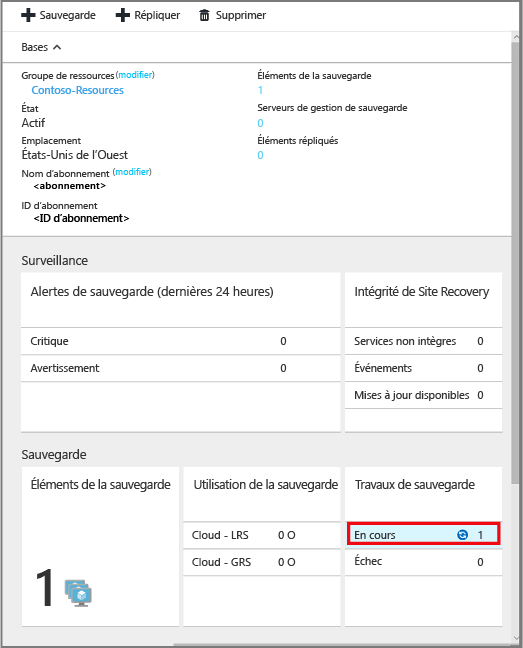 Sauvegarde Répliquer Supprimer
Bases
Groupe de ressources (modifier) Éléments de la sauvegarde
Contoso-Resources 1
État Serveurs de gestion de sauvegarde
Actif 0
Emplacement Éléments répliqués
États-Unis de l'Ouest 0
Nom d'abonnement (modifier)
<abonnement>
ID d'abonnement
<ID d'abonnement>
Surveillance
Alertes de sauvegarde (dernières 24 heures)
Critique 0
Avertissement 0
Intégrité de Site Recovery
Services non intègres 0
Événements 0
Mises à jour disponibles 0
Sauvegarde
Éléments de la sauvegarde
1
Utilisation de la sauvegarde
Cloud - LRS 0 O
Cloud - GRS 0 O
Travaux de sauvegarde
En cours 1
Échec 0